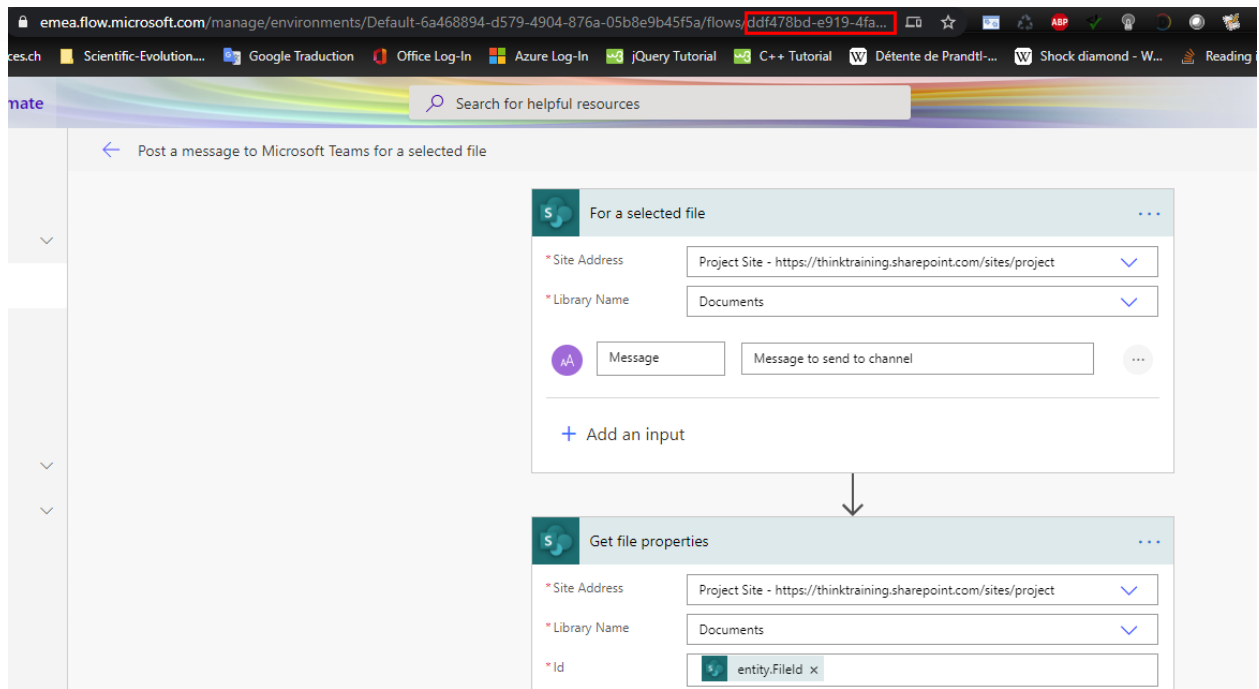 emea.flow.microsoft.com/manage/environments/Default-6a468894-d579-4904-876a-05b8e9b45f5a/flows/ddf478bd-e919-4fa...
ABP
ces.ch Scientific-Evolution.... Google Traduction Office Log-In Azure Log-In jQuery Tutorial C++ Tutorial W Détente de Prandtl-... W Shock diamond - W... Reading i
mate Search for helpful resources
Post a message to Microsoft Teams for a selected file
S For a selected file ...
*Site Address Project Site - https://thinktraining.sharepoint.com/sites/project
*Library Name Documents
AA Message Message to send to channel ...
+ Add an input
S Get file properties ...
*Site Address Project Site - https://thinktraining.sharepoint.com/sites/project
*Library Name Documents
*Id S entity.FileId ×